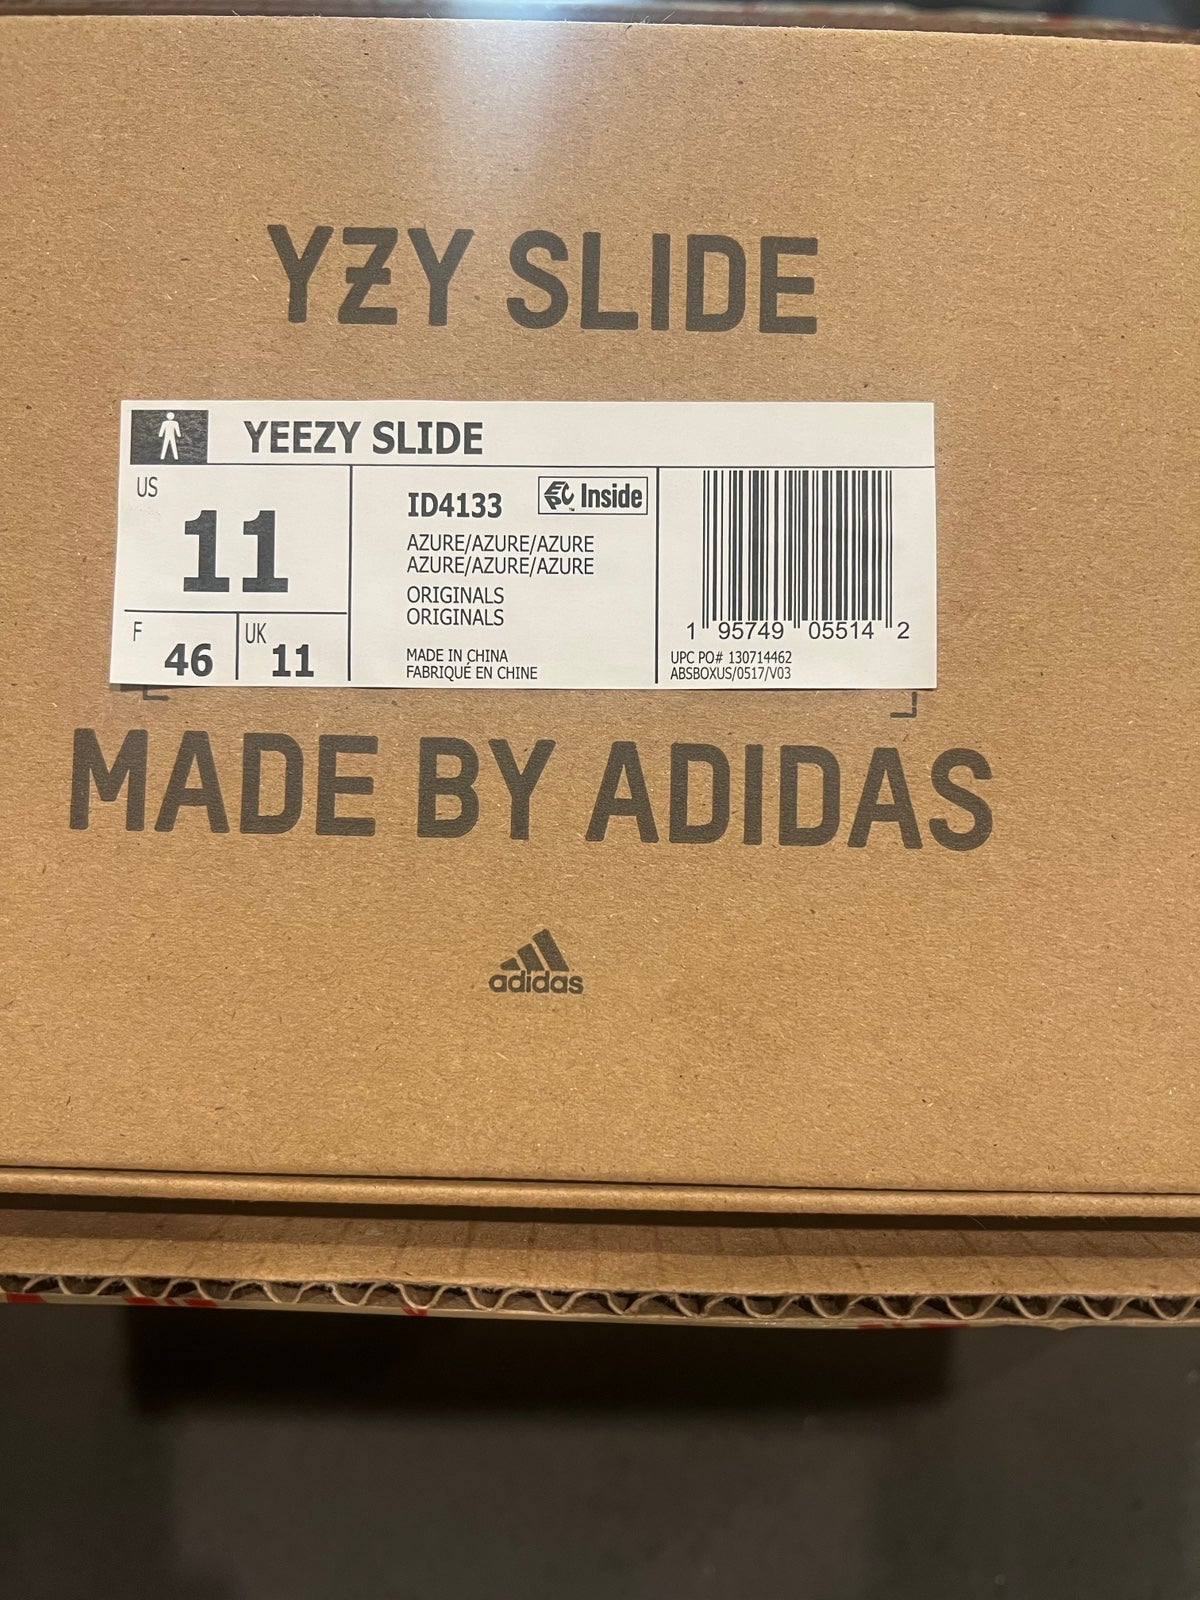 YZY SLIDE
YEEZY SLIDE
US
11
F
46
UK
11
ID4133
EPC Inside
AZURE/AZURE/AZURE
AZURE/AZURE/AZURE
ORIGINALS
ORIGINALS
MADE IN CHINA
FABRIQUÉ EN CHINE
1 95749 05514 2
UPC PO# 130714462
ABSBOXUS/0517/V03
MADE BY ADIDAS
adidas